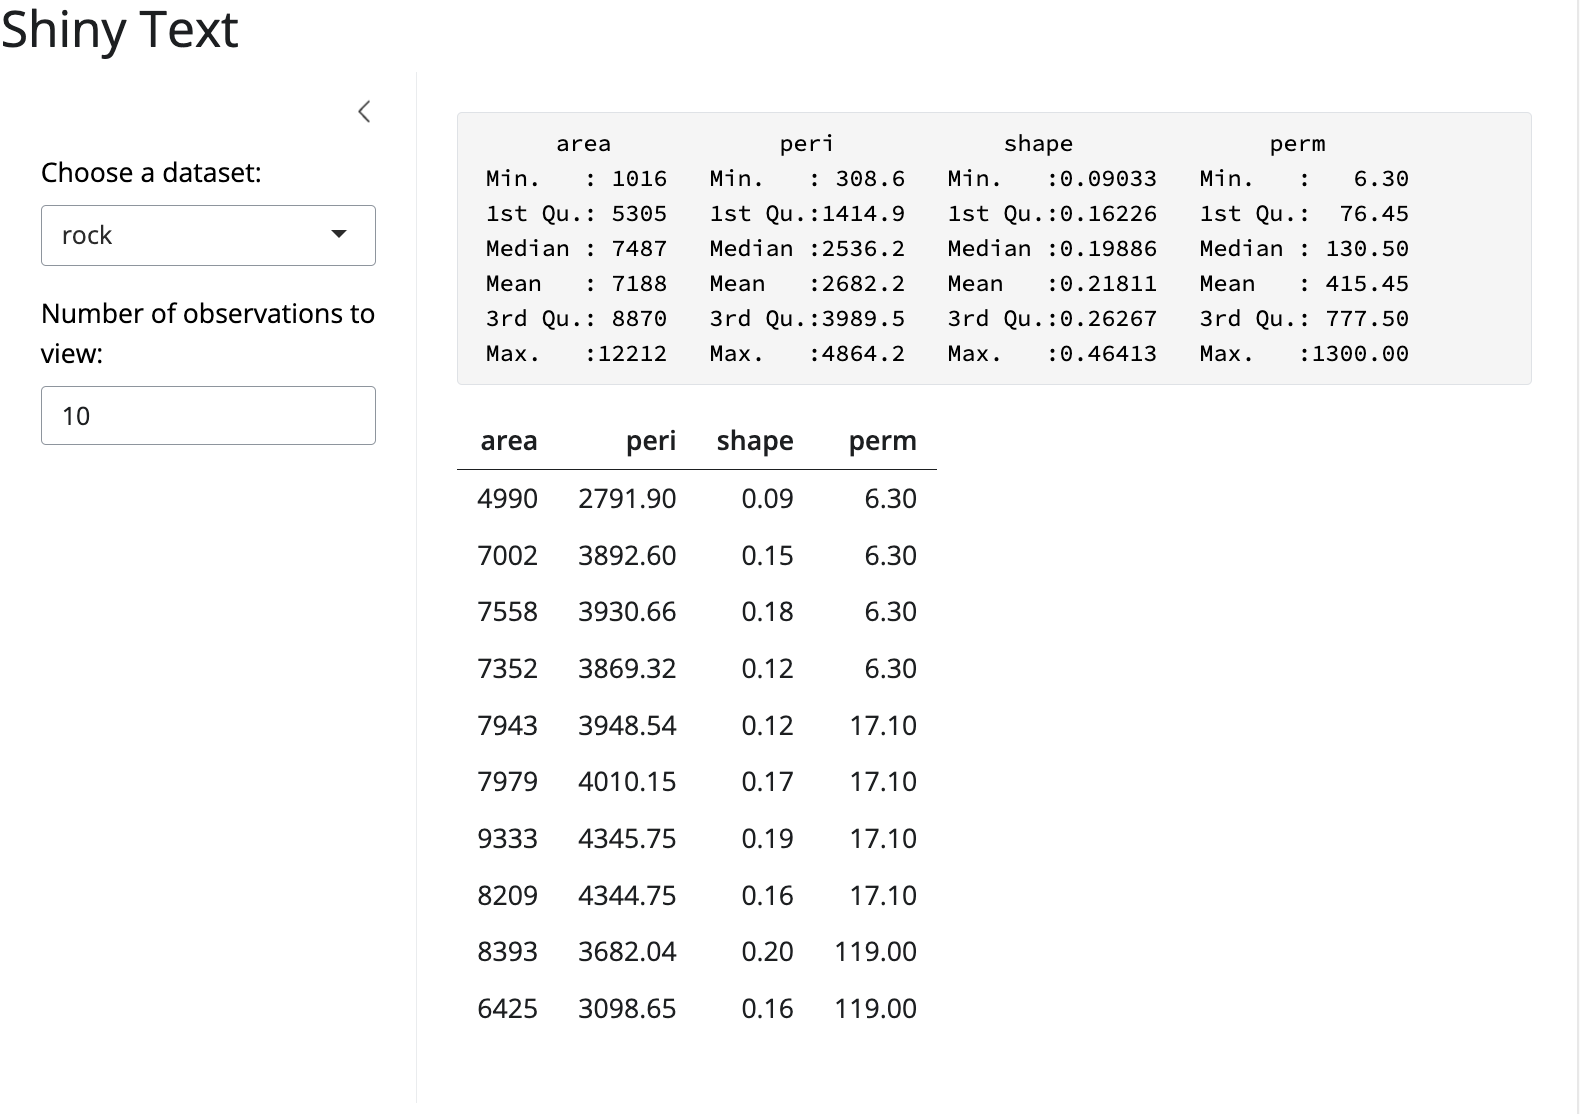 Shiny Text
Choose a dataset:
rock
Number of observations to
view:
10
     area            peri            shape              perm
Min.   : 1016   Min.   : 308.6   Min.   :0.09033   Min.   :   6.30
1st Qu.: 5305   1st Qu.:1414.9   1st Qu.:0.16226   1st Qu.:  76.45
Median : 7487   Median :2536.2   Median :0.19886   Median : 130.50
Mean   : 7188   Mean   :2682.2   Mean   :0.21811   Mean   : 415.45
3rd Qu.: 8870   3rd Qu.:3989.5   3rd Qu.:0.26267   3rd Qu.: 777.50
Max.   :12212   Max.   :4864.2   Max.   :0.46413   Max.   :1300.00
area peri shape perm
4990 2791.90 0.09 6.30
7002 3892.60 0.15 6.30
7558 3930.66 0.18 6.30
7352 3869.32 0.12 6.30
7943 3948.54 0.12 17.10
7979 4010.15 0.17 17.10
9333 4345.75 0.19 17.10
8209 4344.75 0.16 17.10
8393 3682.04 0.20 119.00
6425 3098.65 0.16 119.00